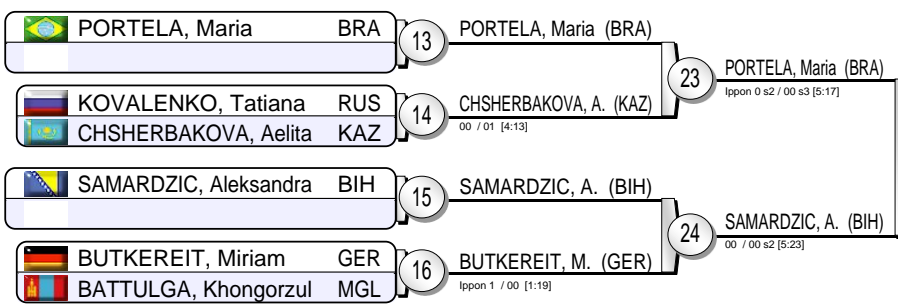 PORTELA, Maria BRA
13
PORTELA, Maria (BRA)
23
PORTELA, Maria (BRA)
Ippon 0 s2 / 00 s3 [5:17]
KOVALENKO, Tatiana RUS
CHSHERBAKOVA, Aelita KAZ
14
CHSHERBAKOVA, A. (KAZ)
00 / 01 [4:13]
SAMARDZIC, Aleksandra BIH
15
SAMARDZIC, A. (BIH)
24
SAMARDZIC, A. (BIH)
00 / 00 s2 [5:23]
BUTKEREIT, Miriam GER
BATTULGA, Khongorzul MGL
16
BUTKEREIT, M. (GER)
Ippon 1 / 00 [1:19]